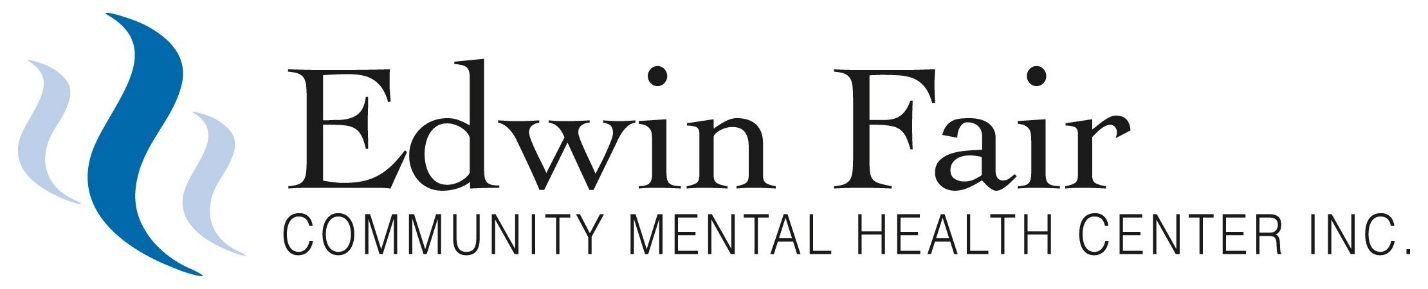 Edwin Fair
COMMUNITY MENTAL HEALTH CENTER INC.